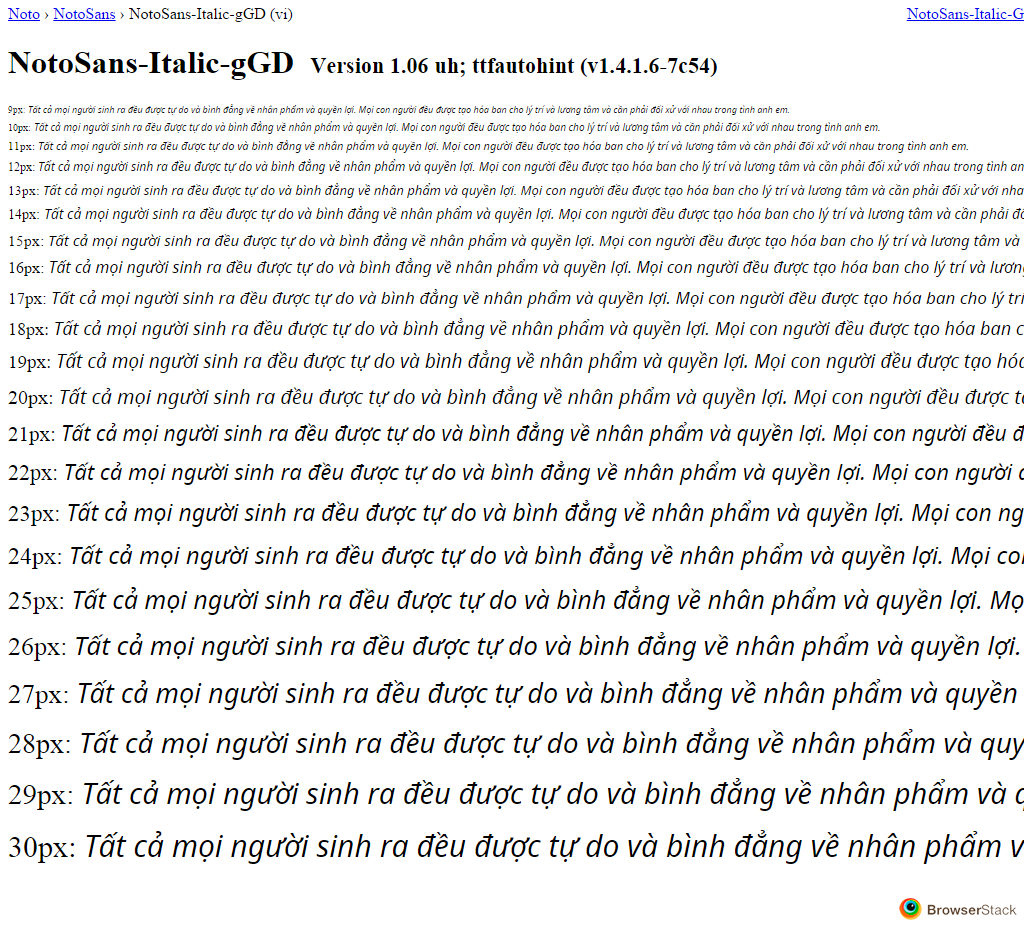 Noto › NotoSans › NotoSans-Italic-gGD (vi) NotoSans-Italic-G
NotoSans-Italic-gGD Version 1.06 uh; ttfautohint (v1.4.1.6-7c54)
9px: Tất cả mọi người sinh ra đều được tự do và bình đẳng về nhân phẩm và quyền lợi. Mọi con người đều được tạo hóa ban cho lý trí và lương tâm và cần phải đối xử với nhau trong tình anh em.
10px: Tất cả mọi người sinh ra đều được tự do và bình đẳng về nhân phẩm và quyền lợi. Mọi con người đều được tạo hóa ban cho lý trí và lương tâm và cần phải đối xử với nhau trong tình anh em.
11px: Tất cả mọi người sinh ra đều được tự do và bình đẳng về nhân phẩm và quyền lợi. Mọi con người đều được tạo hóa ban cho lý trí và lương tâm và cần phải đối xử với nhau trong tình anh em.
12px: Tất cả mọi người sinh ra đều được tự do và bình đẳng về nhân phẩm và quyền lợi. Mọi con người đều được tạo hóa ban cho lý trí và lương tâm và cần phải đối xử với nhau trong tình an
13px: Tất cả mọi người sinh ra đều được tự do và bình đẳng về nhân phẩm và quyền lợi. Mọi con người đều được tạo hóa ban cho lý trí và lương tâm và cần phải đối xử với nha
14px: Tất cả mọi người sinh ra đều được tự do và bình đẳng về nhân phẩm và quyền lợi. Mọi con người đều được tạo hóa ban cho lý trí và lương tâm và cần phải đố
15px: Tất cả mọi người sinh ra đều được tự do và bình đẳng về nhân phẩm và quyền lợi. Mọi con người đều được tạo hóa ban cho lý trí và lương tâm và
16px: Tất cả mọi người sinh ra đều được tự do và bình đẳng về nhân phẩm và quyền lợi. Mọi con người đều được tạo hóa ban cho lý trí và lương
17px: Tất cả mọi người sinh ra đều được tự do và bình đẳng về nhân phẩm và quyền lợi. Mọi con người đều được tạo hóa ban cho lý trí
18px: Tất cả mọi người sinh ra đều được tự do và bình đẳng về nhân phẩm và quyền lợi. Mọi con người đều được tạo hóa ban c
19px: Tất cả mọi người sinh ra đều được tự do và bình đẳng về nhân phẩm và quyền lợi. Mọi con người đều được tạo hóa
20px: Tất cả mọi người sinh ra đều được tự do và bình đẳng về nhân phẩm và quyền lợi. Mọi con người đều được tạ
21px: Tất cả mọi người sinh ra đều được tự do và bình đẳng về nhân phẩm và quyền lợi. Mọi con người đều đ
22px: Tất cả mọi người sinh ra đều được tự do và bình đẳng về nhân phẩm và quyền lợi. Mọi con người đ
23px: Tất cả mọi người sinh ra đều được tự do và bình đẳng về nhân phẩm và quyền lợi. Mọi con ng
24px: Tất cả mọi người sinh ra đều được tự do và bình đẳng về nhân phẩm và quyền lợi. Mọi con
25px: Tất cả mọi người sinh ra đều được tự do và bình đẳng về nhân phẩm và quyền lợi. Mọ
26px: Tất cả mọi người sinh ra đều được tự do và bình đẳng về nhân phẩm và quyền lợi.
27px: Tất cả mọi người sinh ra đều được tự do và bình đẳng về nhân phẩm và quyền
28px: Tất cả mọi người sinh ra đều được tự do và bình đẳng về nhân phẩm và quy
29px: Tất cả mọi người sinh ra đều được tự do và bình đẳng về nhân phẩm và q
30px: Tất cả mọi người sinh ra đều được tự do và bình đẳng về nhân phẩm v
BrowserStack